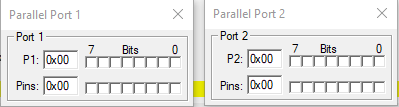 Parallel Port 1
Port 1
7 Bits 0
P1: 0x00
Pins: 0x00
Parallel Port 2
Port 2
7 Bits 0
P2: 0x00
Pins: 0x00